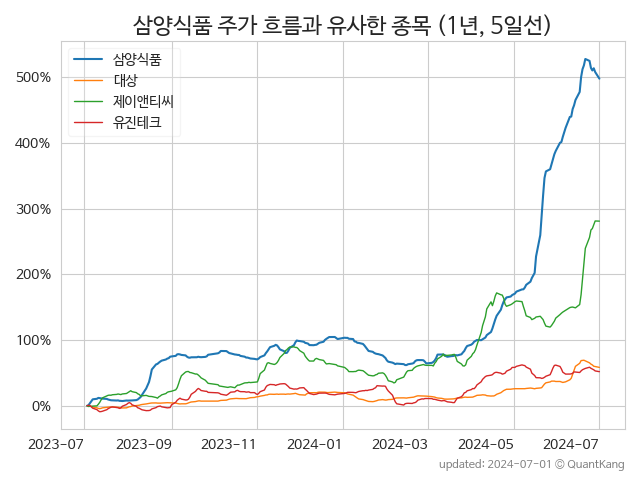 삼양식품 주가 흐름과 유사한 종목 (1년, 5일선)
삼양식품
대상
제이앤티씨
유진테크
500%
400%
300%
200%
100%
0%
2023-07 2023-09 2023-11 2024-01 2024-03 2024-05 2024-07
updated: 2024-07-01 © QuantKang